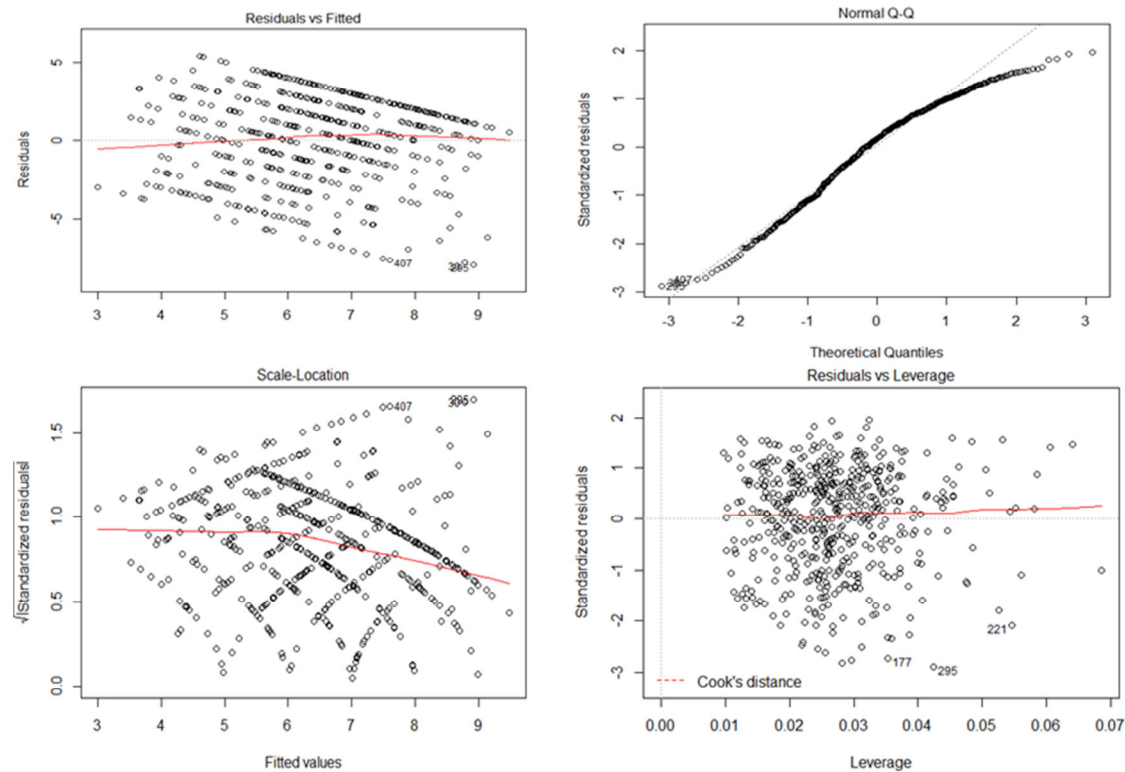 Residuals vs Fitted
Residuals
5
0
-5
407
295
3 4 5 6 7 8 9
Normal Q-Q
Standardized residuals
2
1
0
-1
-2
-3
407
295
-3 -2 -1 0 1 2 3
Theoretical Quantiles
Scale-Location
√|Standardized residuals|
1.5
1.0
0.5
0.0
407
295
3 4 5 6 7 8 9
Fitted values
Residuals vs Leverage
Standardized residuals
2
1
0
-1
-2
-3
221
177
295
Cook's distance
0.00 0.01 0.02 0.03 0.04 0.05 0.06 0.07
Leverage